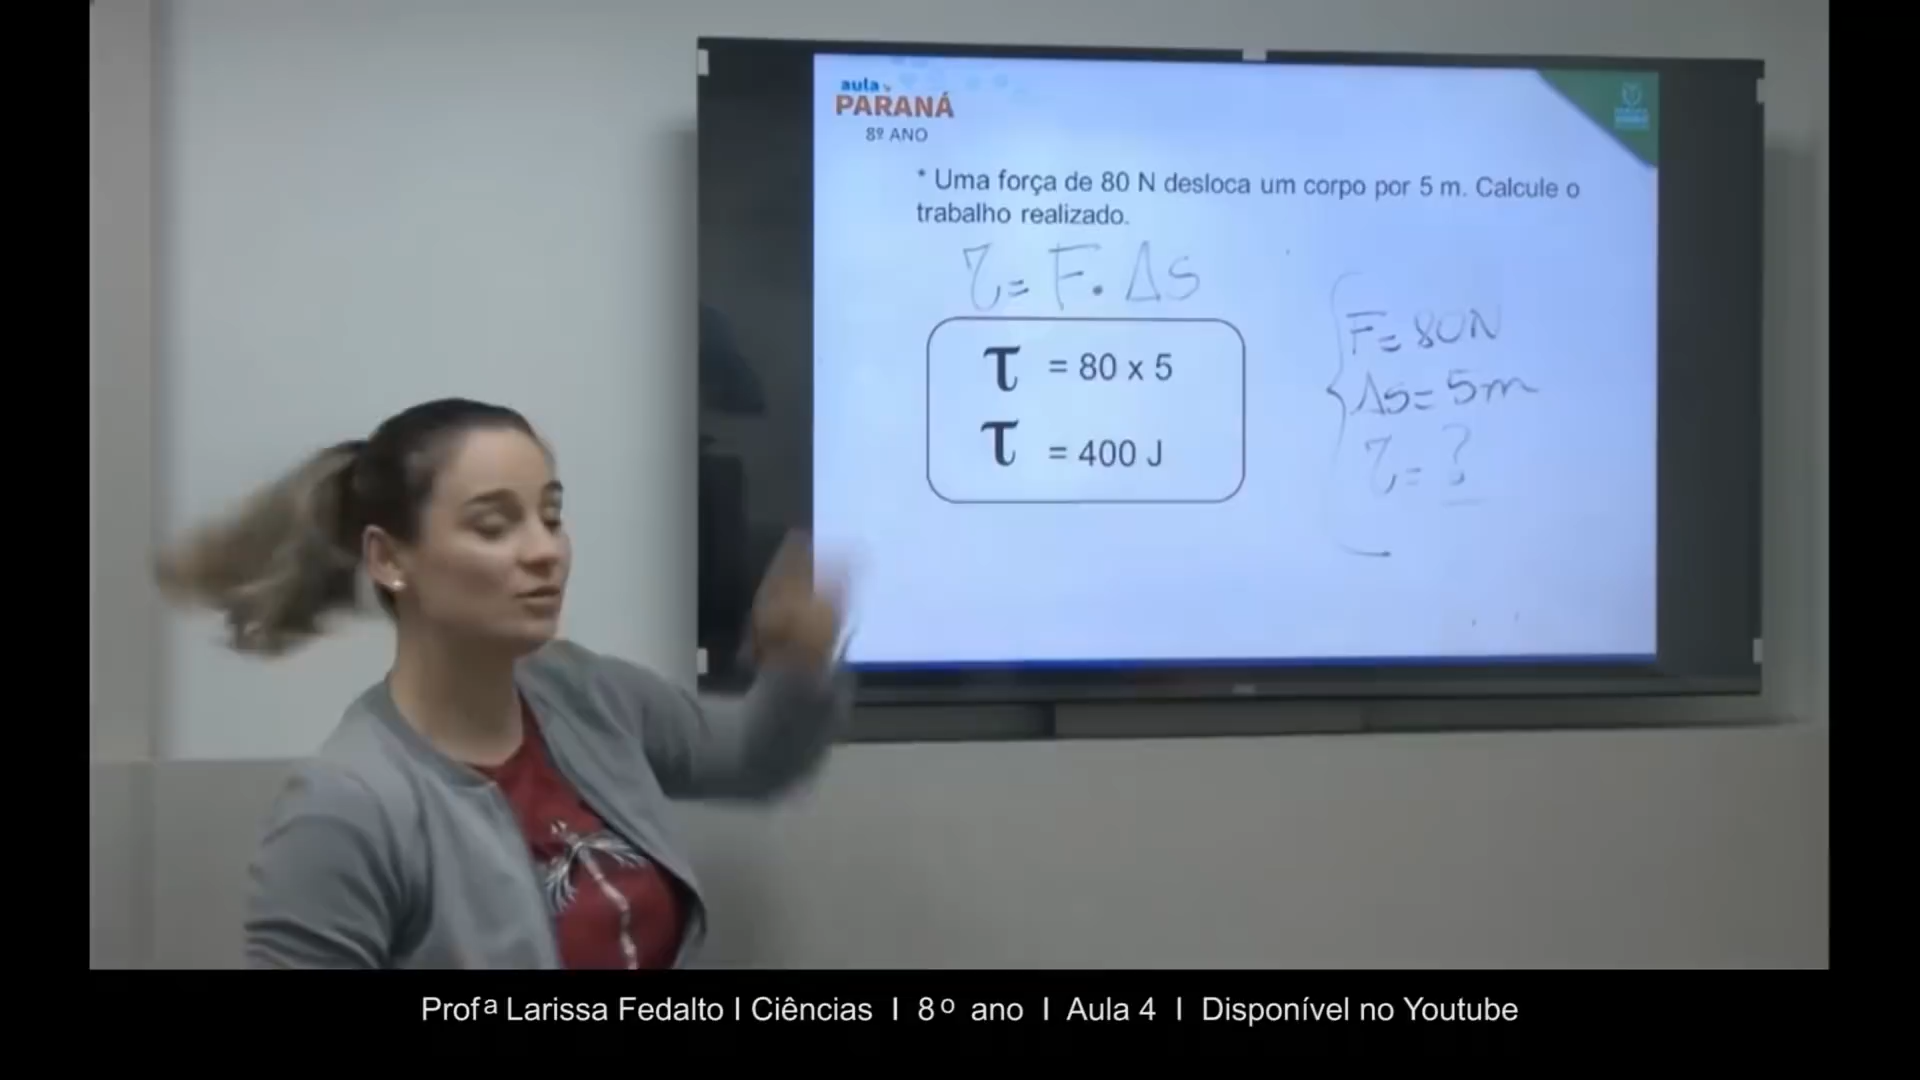 aula
PARANÁ
8º ANO
* Uma força de 80 N desloca um corpo por 5 m. Calcule o
trabalho realizado.
τ = F . ΔS
τ = 80 x 5
τ = 400 J
F = 80N
Δs = 5m
τ = ?
Profª Larissa Fedalto I Ciências I 8º ano I Aula 4 I Disponível no Youtube